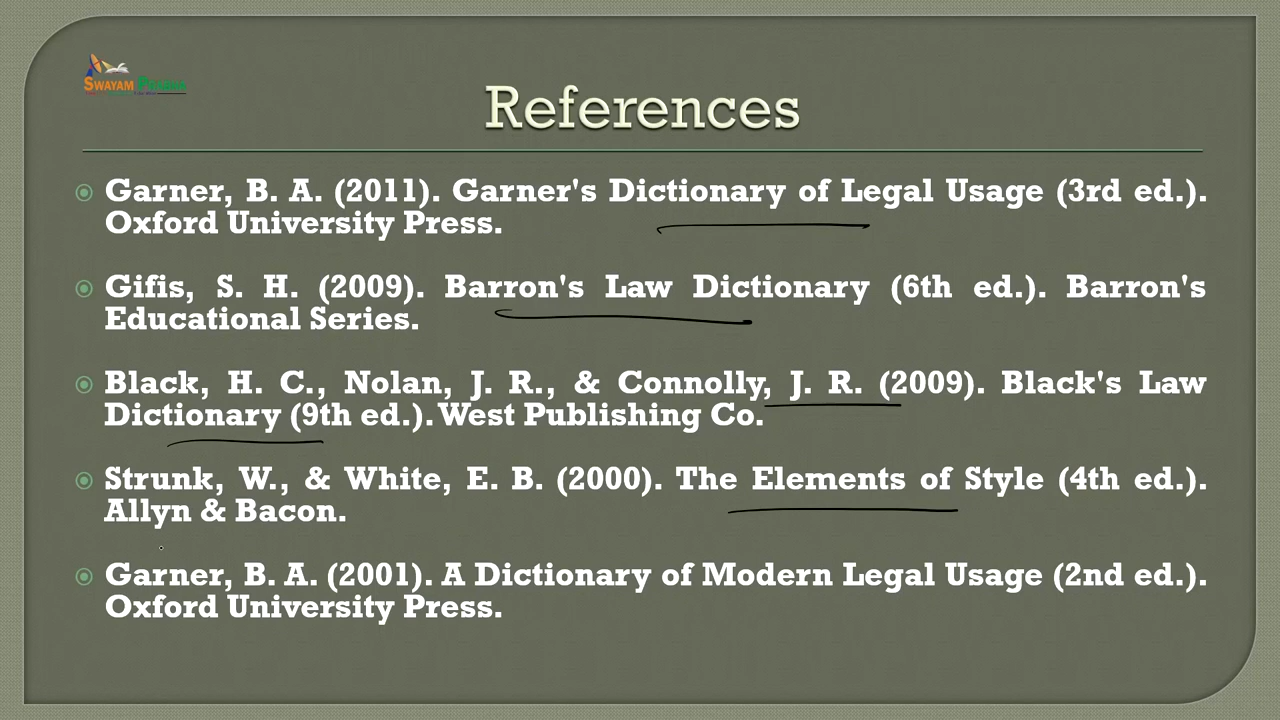 SWAYAM PRABHA
References
Garner, B. A. (2011). Garner's Dictionary of Legal Usage (3rd ed.).
Oxford University Press.
Gifis, S. H. (2009). Barron's Law Dictionary (6th ed.). Barron's
Educational Series.
Black, H. C., Nolan, J. R., & Connolly, J. R. (2009). Black's Law
Dictionary (9th ed.). West Publishing Co.
Strunk, W., & White, E. B. (2000). The Elements of Style (4th ed.).
Allyn & Bacon.
Garner, B. A. (2001). A Dictionary of Modern Legal Usage (2nd ed.).
Oxford University Press.